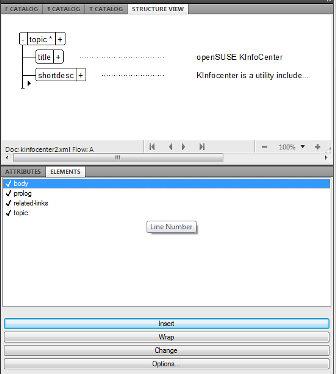 T CATALOG T CATALOG T CATALOG STRUCTURE VIEW
- topic * +
title + openSUSE KInfoCenter
shortdesc + KInfocenter is a utility include...
Doc: kinfocenter2.xml Flow: A 100%
ATTRIBUTES ELEMENTS
✓ body
✓ prolog
✓ related-links
✓ topic
Line Number
Insert
Wrap
Change
Options...